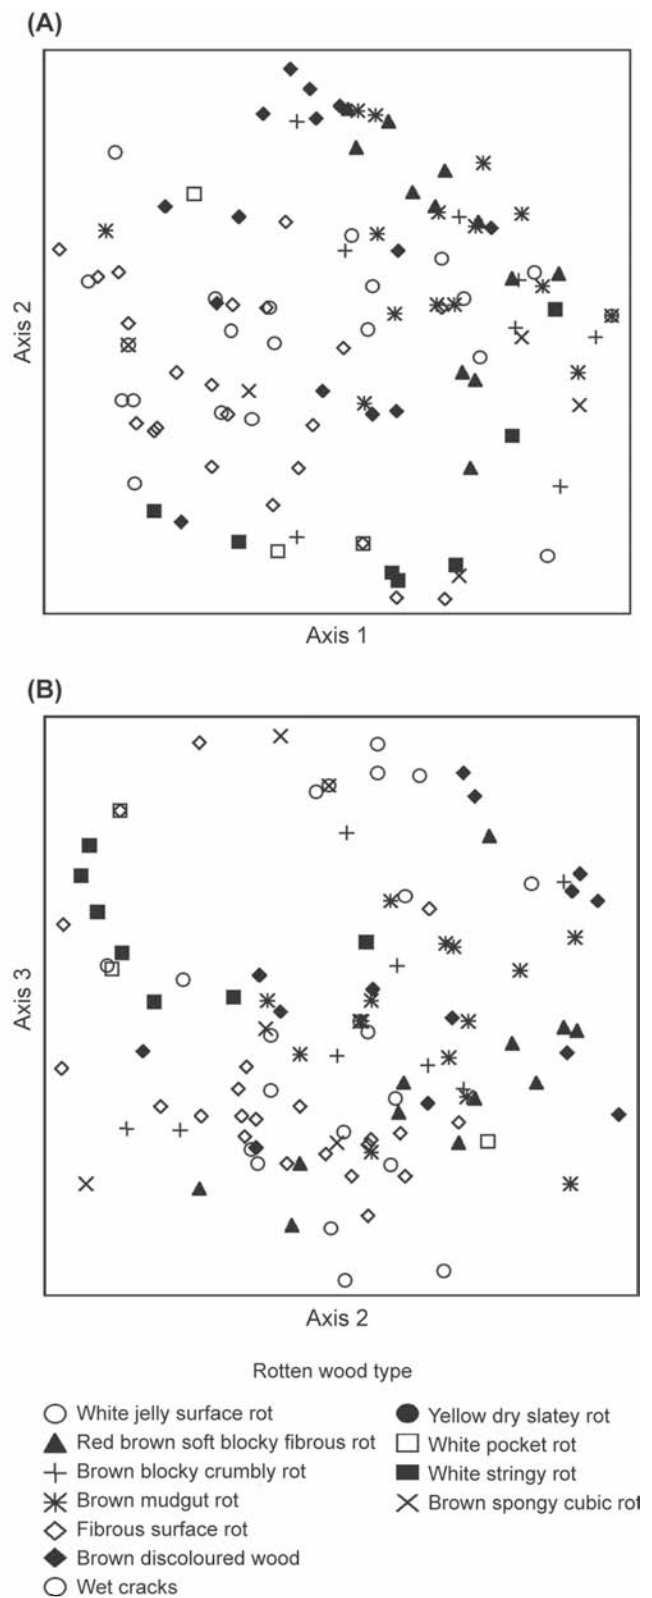 (A)
Axis 2
Axis 1
(B)
Axis 3
Axis 2
Rotten wood type
White jelly surface rot
Red brown soft blocky fibrous rot
Brown blocky crumbly rot
Brown mudgut rot
Fibrous surface rot
Brown discoloured wood
Wet cracks
Yellow dry slatey rot
White pocket rot
White stringy rot
Brown spongy cubic rot